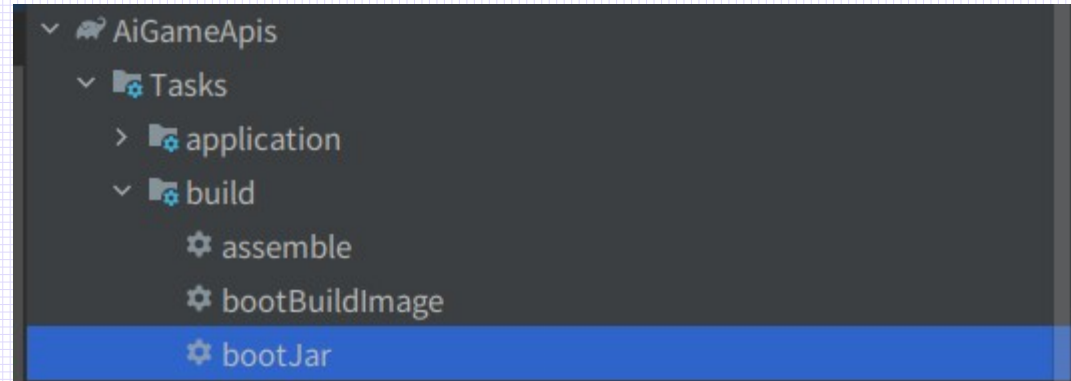 AiGameApis
Tasks
application
build
assemble
bootBuildImage
bootJar